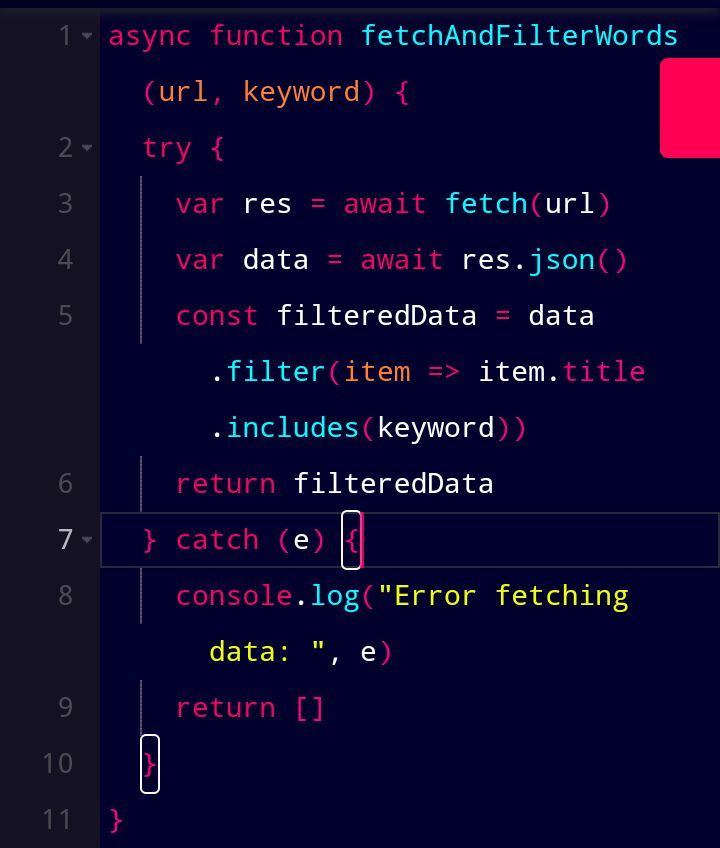 1 async function fetchAndFilterWords
(url, keyword) {
2 try {
3 var res = await fetch(url)
4 var data = await res.json()
5 const filteredData = data
.filter(item => item.title
.includes(keyword))
6 return filteredData
7 } catch (e) {
8 console.log("Error fetching
data: ", e)
9 return []
10 }
11 }